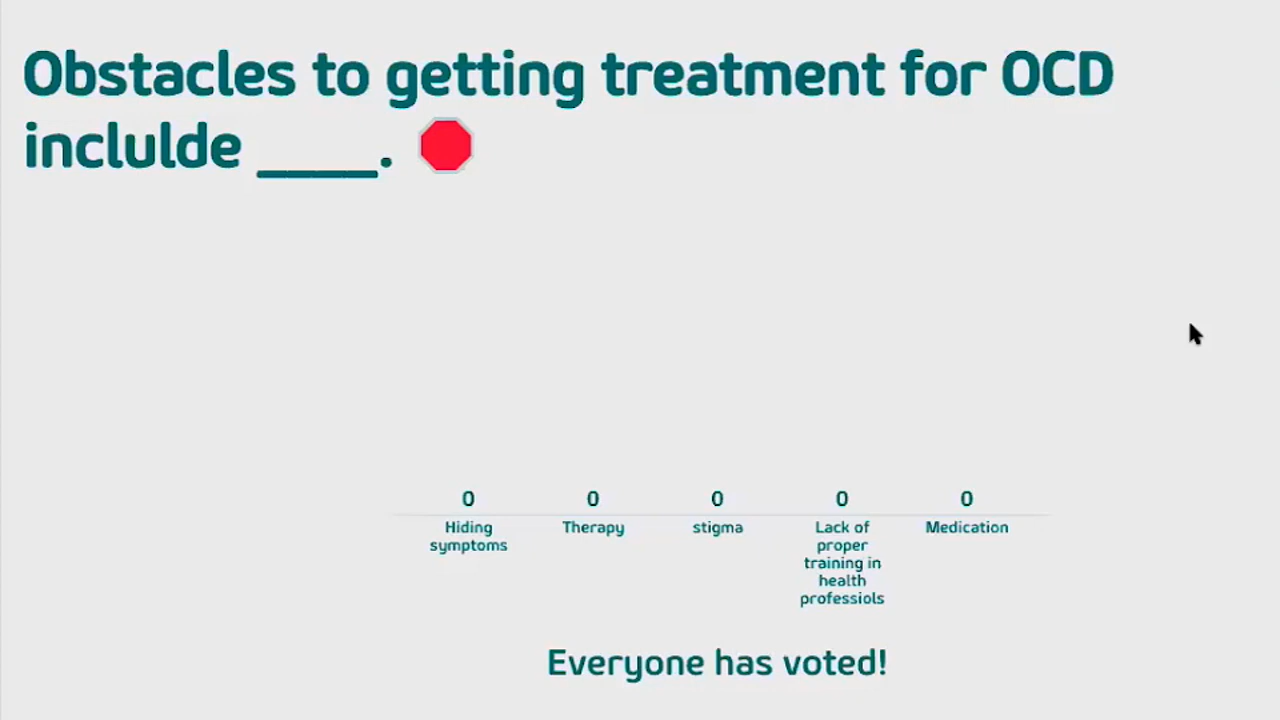 Obstacles to getting treatment for OCD
inclulde ____.
0 0 0 0 0
Hiding
symptoms
Therapy
stigma
Lack of
proper
training in
health
professiols
Medication
Everyone has voted!